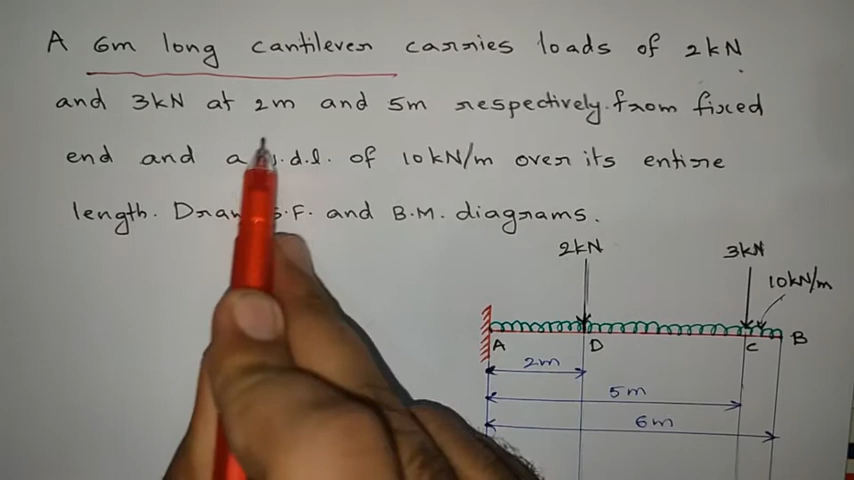 A 6m long cantilever carries loads of 2kN
and 3kN at 2m and 5m respectively. from fixed
end and a u.d.l. of 10kN/m over its entire
length. Draw S.F. and B.M. diagrams.
2kN 3kN
10kN/m
A D C B
2m
5m
6m